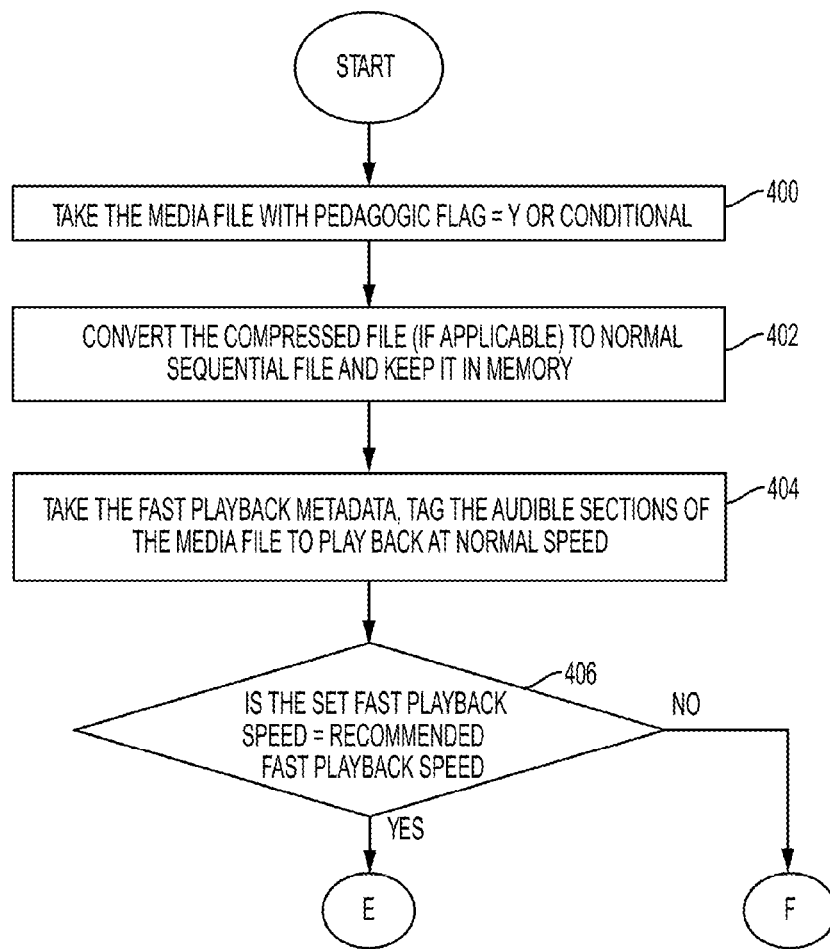 START
400
TAKE THE MEDIA FILE WITH PEDAGOGIC FLAG = Y OR CONDITIONAL
CONVERT THE COMPRESSED FILE (IF APPLICABLE) TO NORMAL
SEQUENTIAL FILE AND KEEP IT IN MEMORY
402
TAKE THE FAST PLAYBACK METADATA, TAG THE AUDIBLE SECTIONS OF
THE MEDIA FILE TO PLAY BACK AT NORMAL SPEED
404
406
IS THE SET FAST PLAYBACK
SPEED = RECOMMENDED
FAST PLAYBACK SPEED
NO
YES
E
F